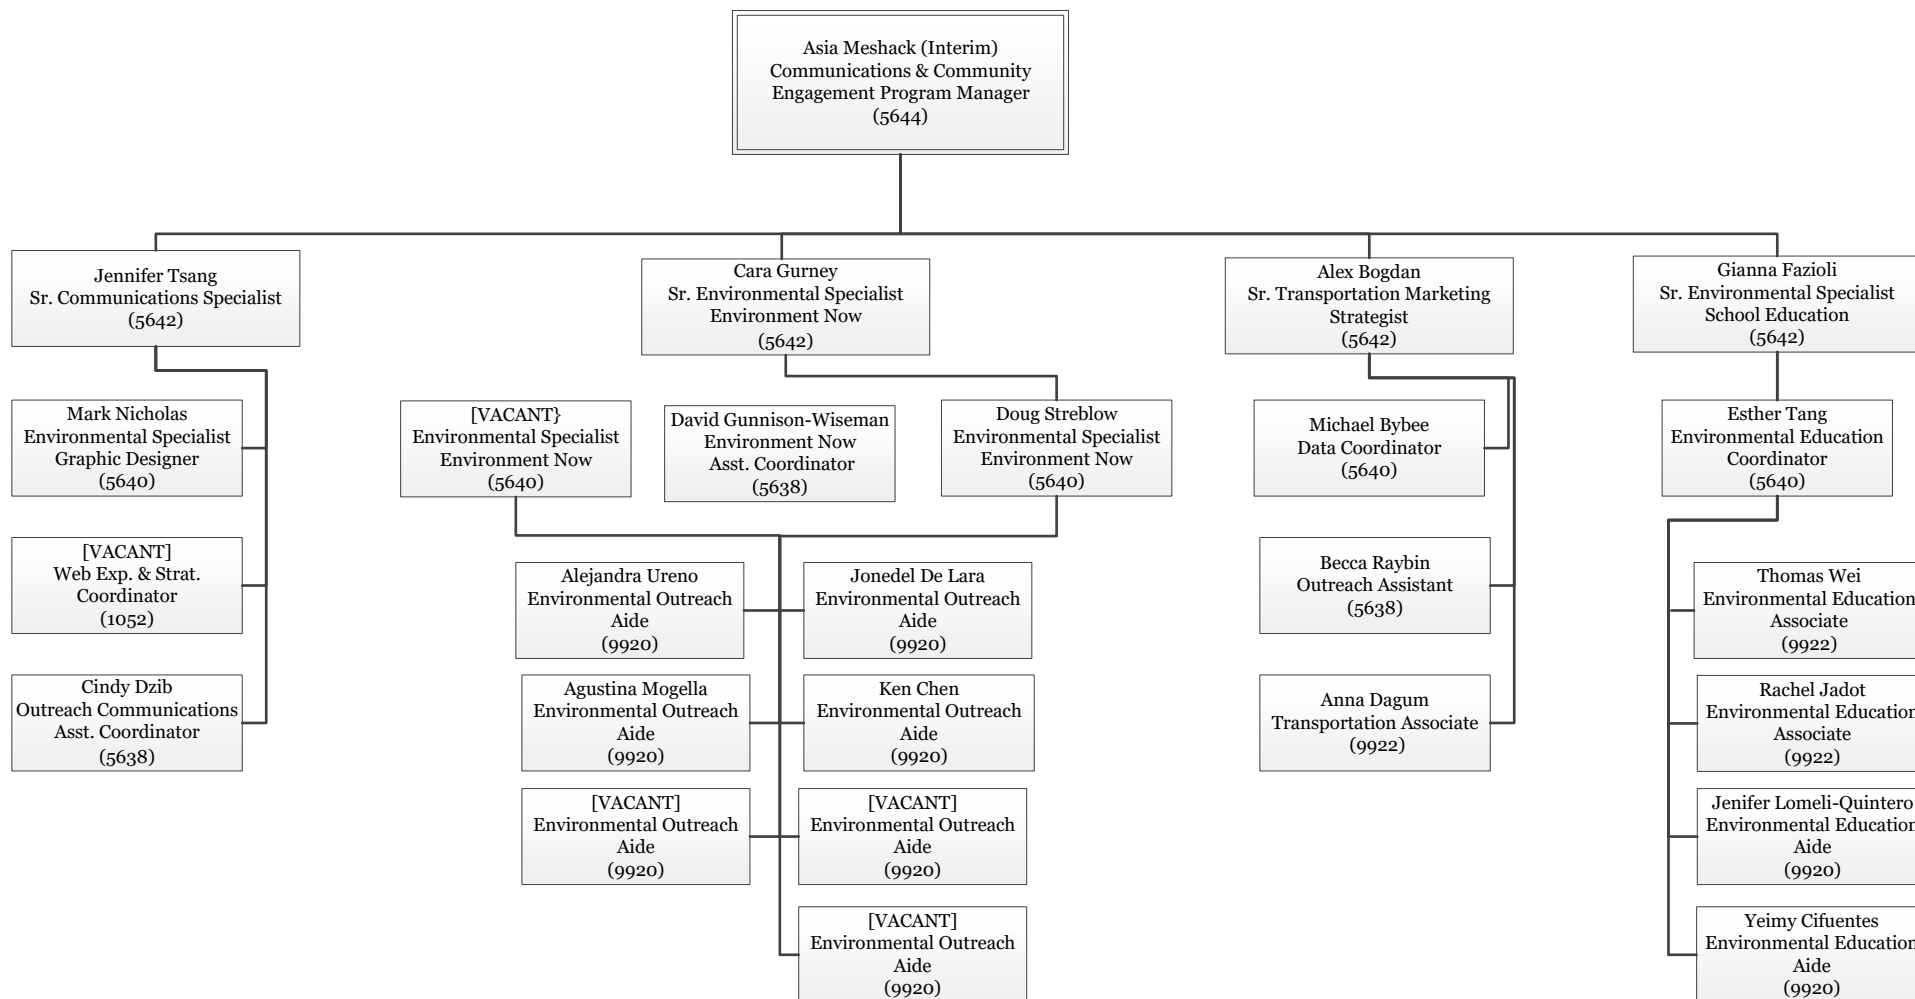 Asia Meshack (Interim)
Communications & Community
Engagement Program Manager
(5644)
Jennifer Tsang
Sr. Communications Specialist
(5642)
Cara Gurney
Sr. Environmental Specialist
Environment Now
(5642)
Alex Bogdan
Sr. Transportation Marketing
Strategist
(5642)
Gianna Fazioli
Sr. Environmental Specialist
School Education
(5642)
Mark Nicholas
Environmental Specialist
Graphic Designer
(5640)
[VACANT}
Environmental Specialist
Environment Now
(5640)
David Gunnison-Wiseman
Environment Now
Asst. Coordinator
(5638)
Doug Streblow
Environmental Specialist
Environment Now
(5640)
Michael Bybee
Data Coordinator
(5640)
Esther Tang
Environmental Education
Coordinator
(5640)
[VACANT]
Web Exp. & Strat.
Coordinator
(1052)
Alejandra Ureno
Environmental Outreach
Aide
(9920)
Jonedel De Lara
Environmental Outreach
Aide
(9920)
Becca Raybin
Outreach Assistant
(5638)
Thomas Wei
Environmental Education
Associate
(9922)
Cindy Dzib
Outreach Communications
Asst. Coordinator
(5638)
Agustina Mogella
Environmental Outreach
Aide
(9920)
Ken Chen
Environmental Outreach
Aide
(9920)
Anna Dagum
Transportation Associate
(9922)
Rachel Jadot
Environmental Education
Associate
(9922)
[VACANT]
Environmental Outreach
Aide
(9920)
[VACANT]
Environmental Outreach
Aide
(9920)
Jenifer Lomeli-Quintero
Environmental Education
Aide
(9920)
[VACANT]
Environmental Outreach
Aide
(9920)
Yeimy Cifuentes
Environmental Education
Aide
(9920)